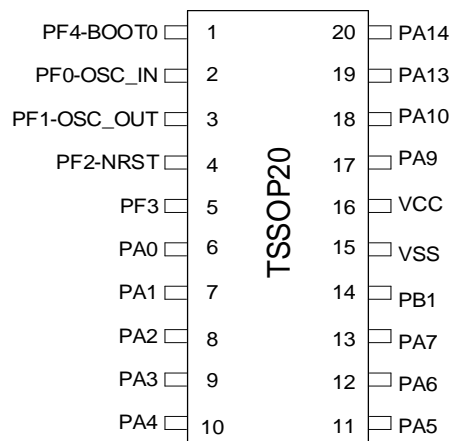 PF4-BOOT0 1 20 PA14
PF0-OSC_IN 2 19 PA13
PF1-OSC_OUT 3 18 PA10
PF2-NRST 4 17 PA9
PF3 5 16 VCC
PA0 6 15 VSS
PA1 7 14 PB1
PA2 8 13 PA7
PA3 9 12 PA6
PA4 10 11 PA5
TSSOP20